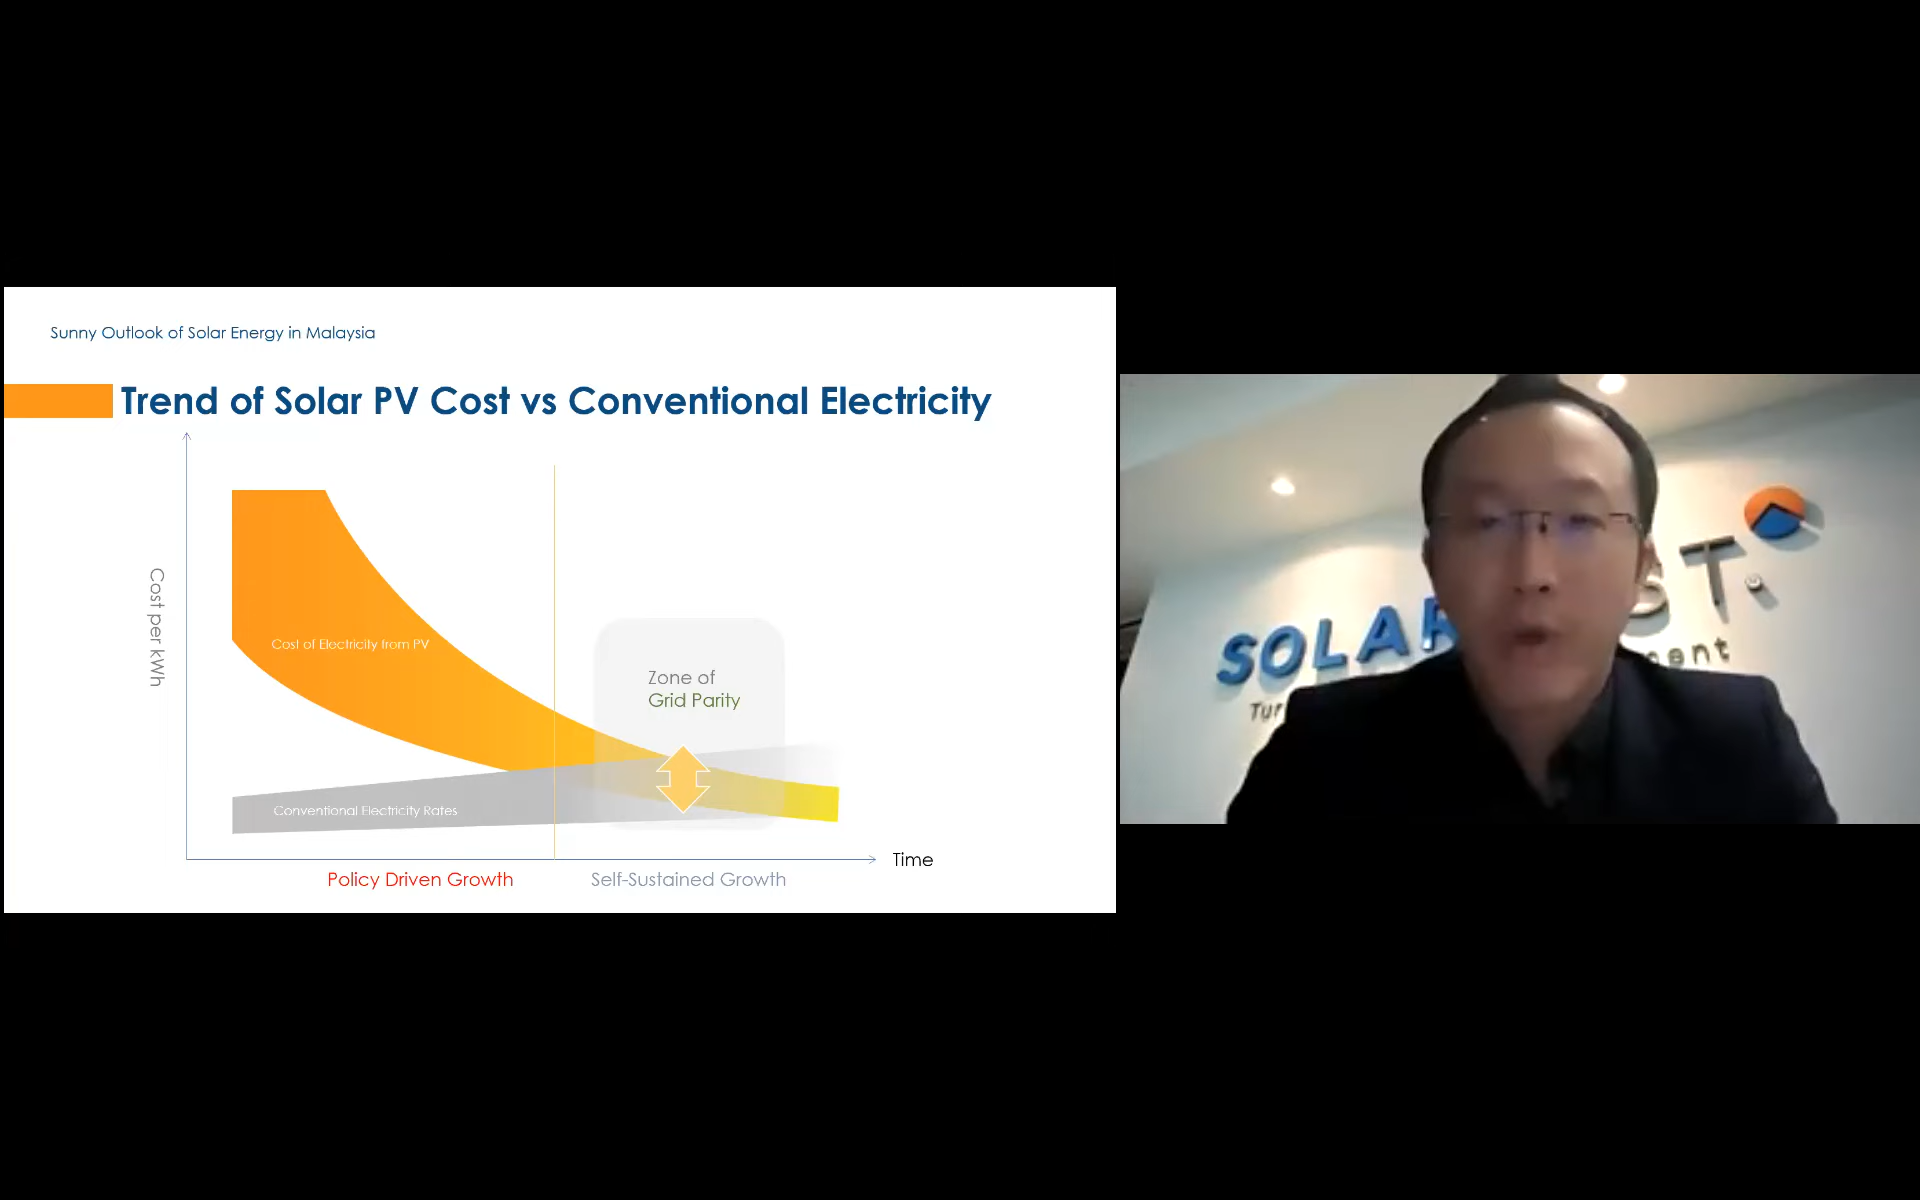 Sunny Outlook of Solar Energy in Malaysia
Trend of Solar PV Cost vs Conventional Electricity
Cost per kWh
Cost of Electricity from PV
Zone of
Grid Parity
Conventional Electricity Rates
Time
Policy Driven Growth
Self-Sustained Growth
SOLAR